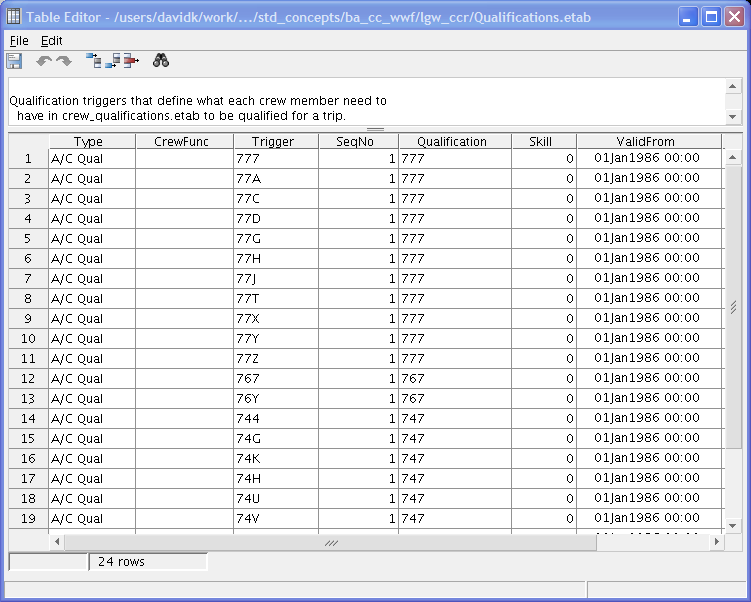 Table Editor - /users/davidk/work/.../std_concepts/ba_cc_wwf/lgw_ccr/Qualifications.etab
File Edit
Qualification triggers that define what each crew member need to
have in crew_qualifications.etab to be qualified for a trip.
Type CrewFunc Trigger SeqNo Qualification Skill ValidFrom
1 A/C Qual 777 1 777 0 01Jan1986 00:00
2 A/C Qual 77A 1 777 0 01Jan1986 00:00
3 A/C Qual 77C 1 777 0 01Jan1986 00:00
4 A/C Qual 77D 1 777 0 01Jan1986 00:00
5 A/C Qual 77G 1 777 0 01Jan1986 00:00
6 A/C Qual 77H 1 777 0 01Jan1986 00:00
7 A/C Qual 77J 1 777 0 01Jan1986 00:00
8 A/C Qual 77T 1 777 0 01Jan1986 00:00
9 A/C Qual 77X 1 777 0 01Jan1986 00:00
10 A/C Qual 77Y 1 777 0 01Jan1986 00:00
11 A/C Qual 77Z 1 777 0 01Jan1986 00:00
12 A/C Qual 767 1 767 0 01Jan1986 00:00
13 A/C Qual 76Y 1 767 0 01Jan1986 00:00
14 A/C Qual 744 1 747 0 01Jan1986 00:00
15 A/C Qual 74G 1 747 0 01Jan1986 00:00
16 A/C Qual 74K 1 747 0 01Jan1986 00:00
17 A/C Qual 74H 1 747 0 01Jan1986 00:00
18 A/C Qual 74U 1 747 0 01Jan1986 00:00
19 A/C Qual 74V 1 747 0 01Jan1986 00:00
24 rows